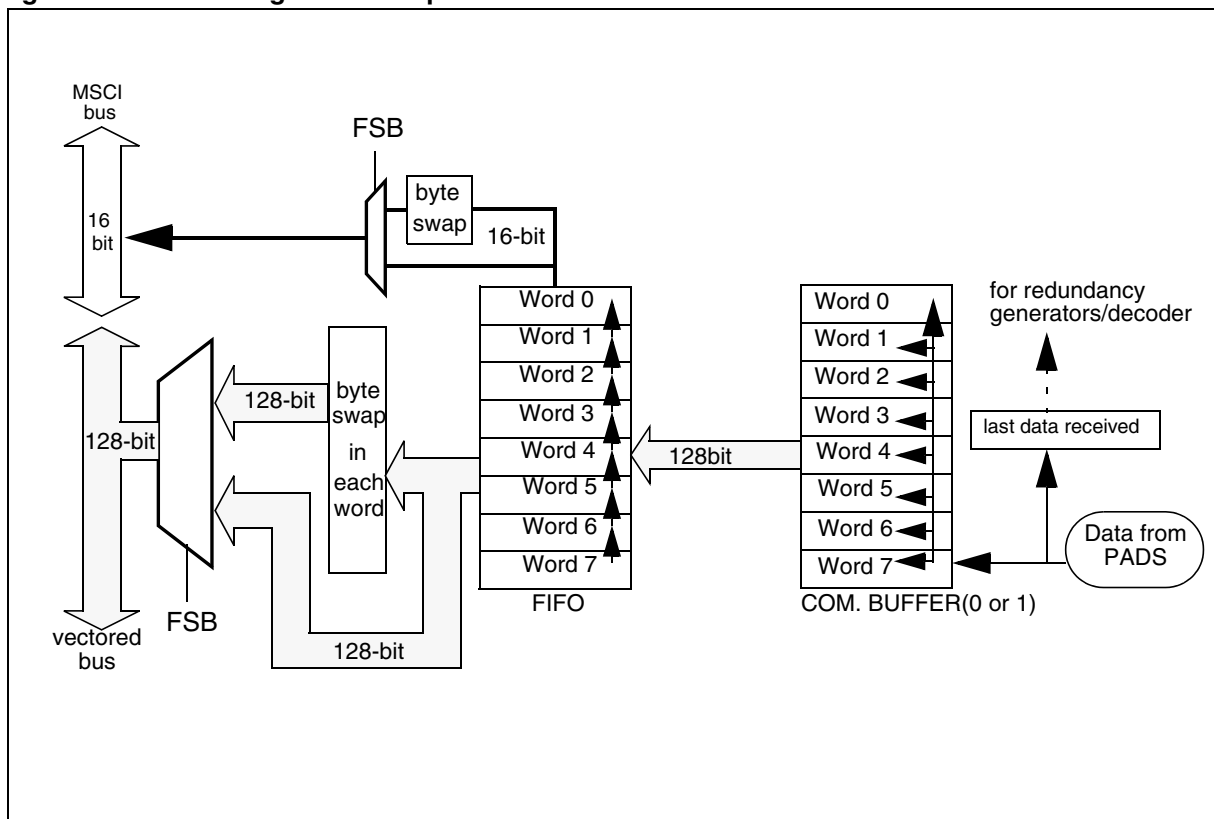 MSCI
bus
FSB
byte
swap
16-bit
16
bit
Word 0
Word 1
Word 2
Word 3
Word 4
Word 5
Word 6
Word 7
FIFO
Word 0
Word 1
Word 2
Word 3
Word 4
Word 5
Word 6
Word 7
COM. BUFFER(0 or 1)
for redundancy
generators/decoder
last data received
Data from
PADS
128bit
byte
swap
in
each
word
128-bit
128-bit
128-bit
FSB
vectored
bus